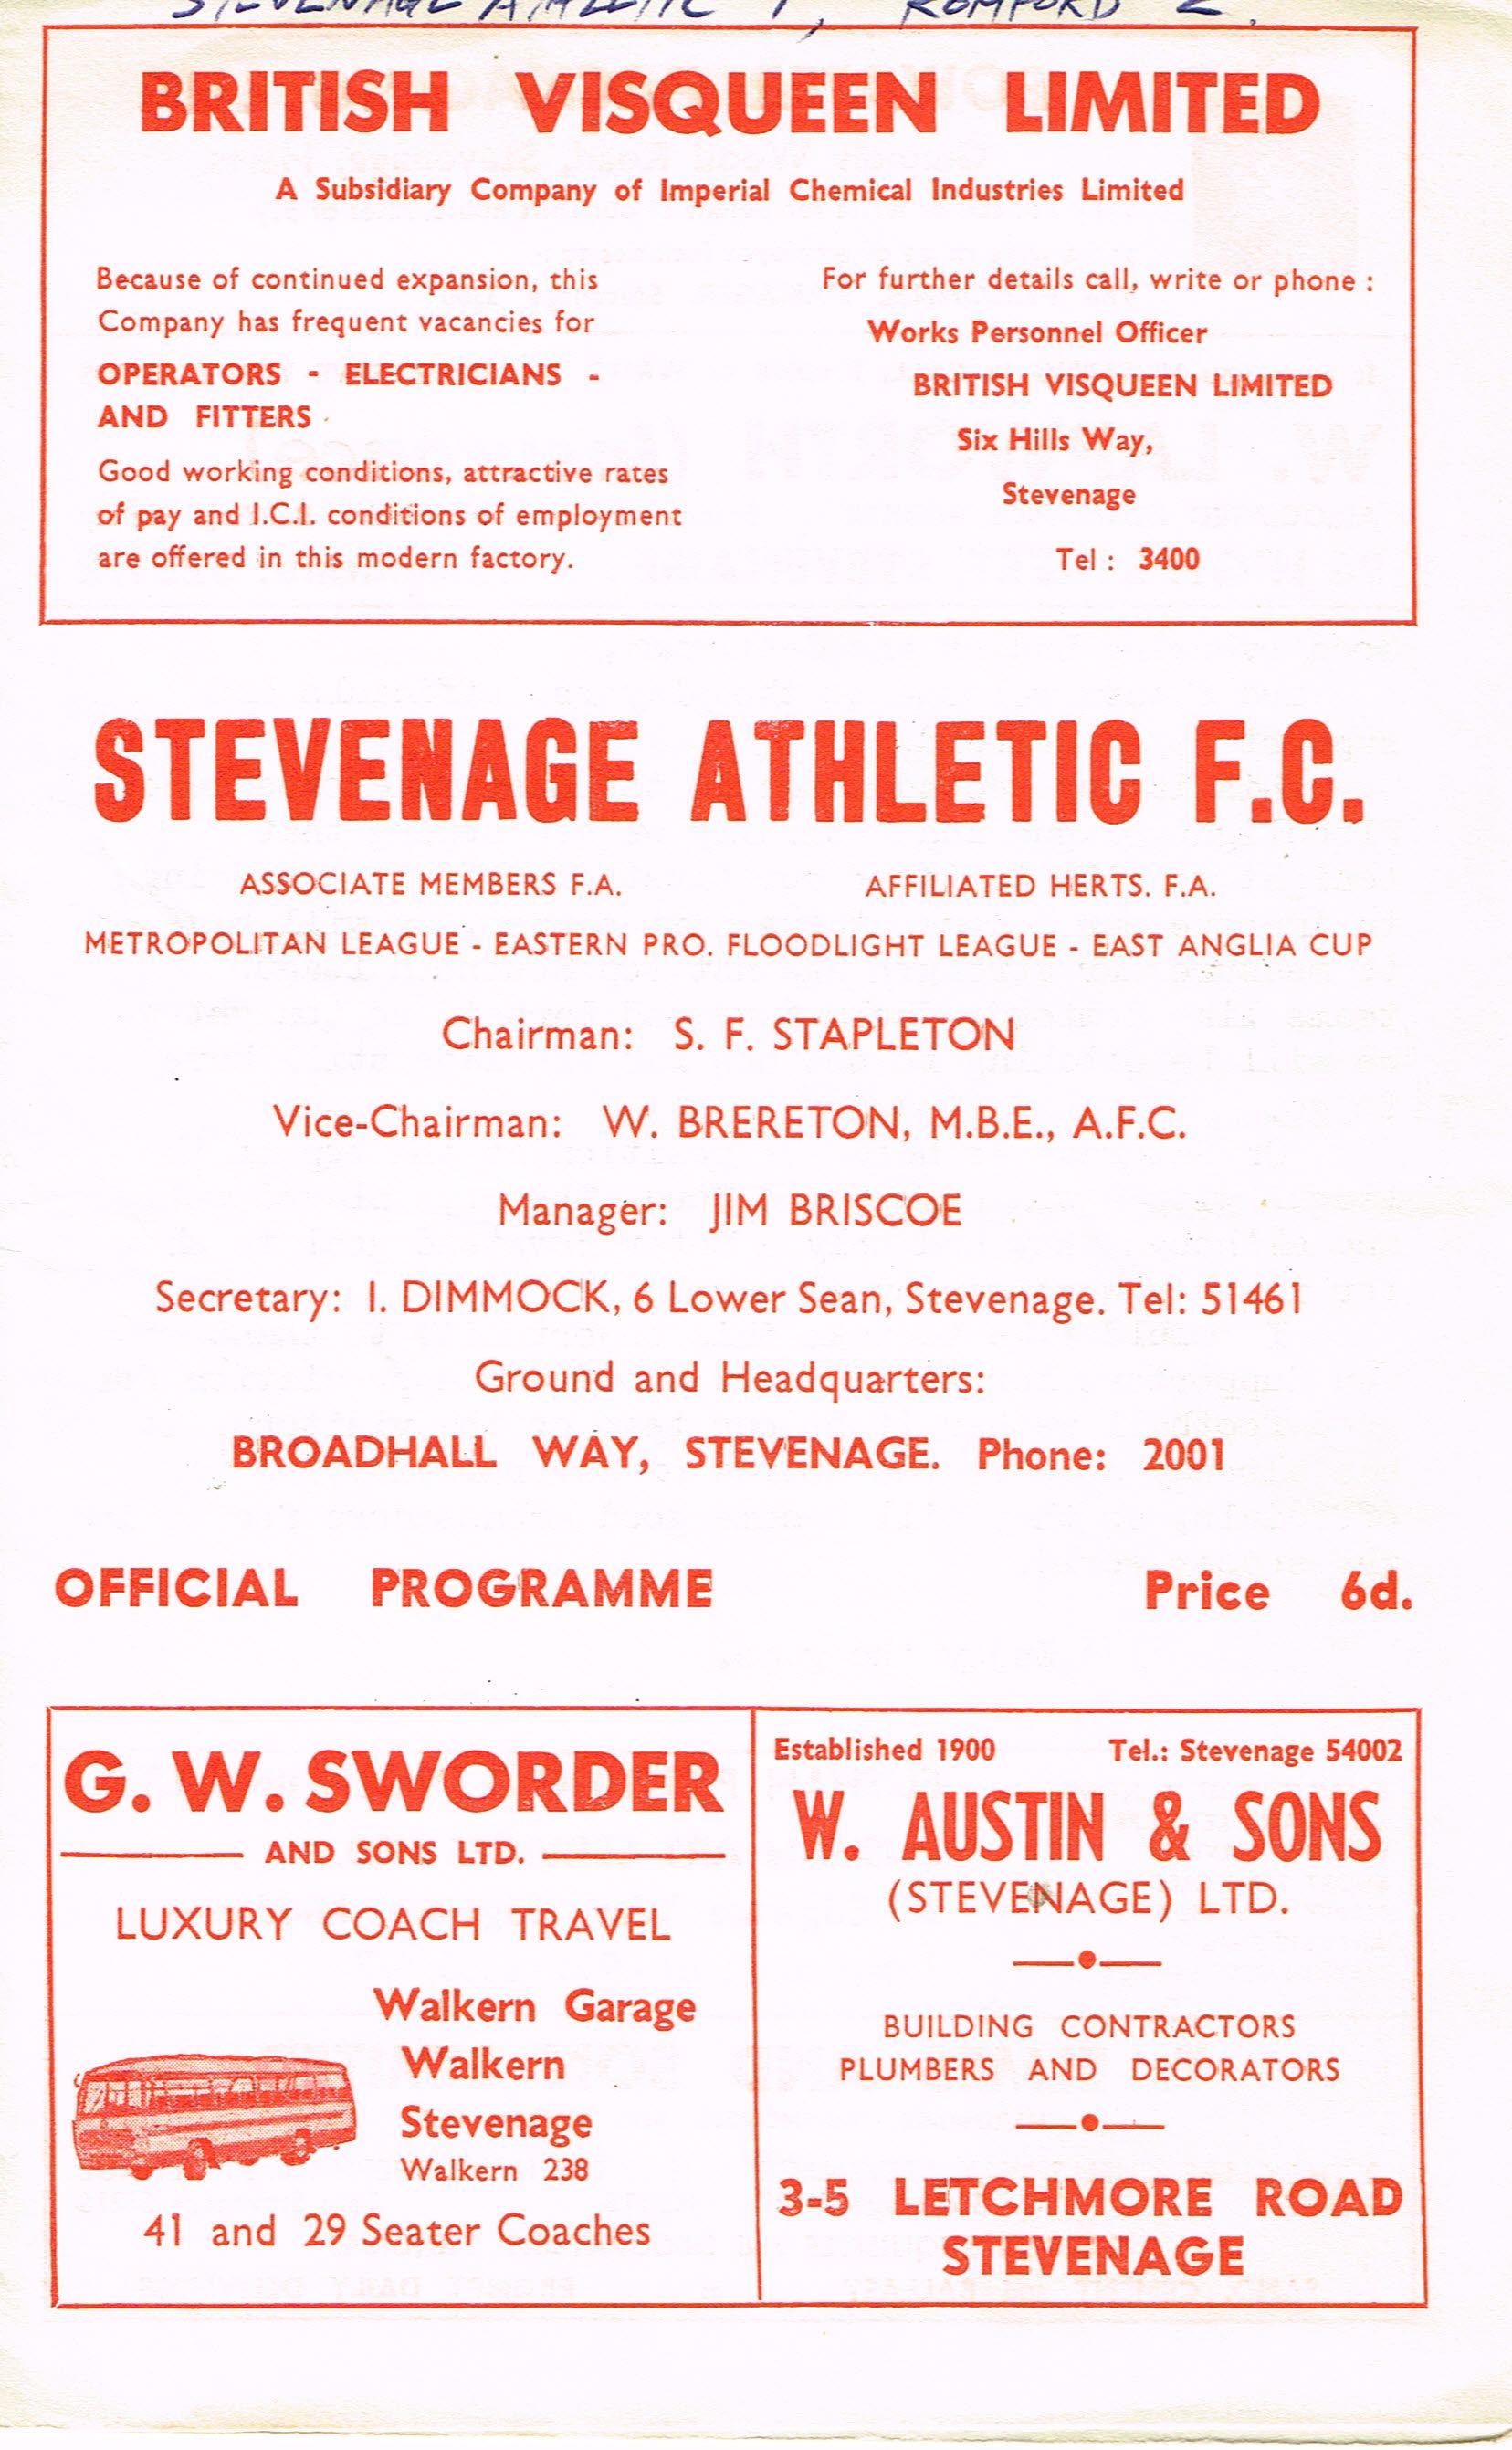 STEVENAGE ATHLETIC 1, ROMFORD 2.
BRITISH VISQUEEN LIMITED
A Subsidiary Company of Imperial Chemical Industries Limited
Because of continued expansion, this
Company has frequent vacancies for
OPERATORS - ELECTRICIANS -
AND FITTERS
Good working conditions, attractive rates
of pay and I.C.I. conditions of employment
are offered in this modern factory.
For further details call, write or phone :
Works Personnel Officer
BRITISH VISQUEEN LIMITED
Six Hills Way,
Stevenage
Tel : 3400
STEVENAGE ATHLETIC F.C.
ASSOCIATE MEMBERS F.A. AFFILIATED HERTS. F.A.
METROPOLITAN LEAGUE - EASTERN PRO. FLOODLIGHT LEAGUE - EAST ANGLIA CUP
Chairman: S. F. STAPLETON
Vice-Chairman: W. BRERETON, M.B.E., A.F.C.
Manager: JIM BRISCOE
Secretary: I. DIMMOCK, 6 Lower Sean, Stevenage. Tel: 51461
Ground and Headquarters:
BROADHALL WAY, STEVENAGE. Phone: 2001
OFFICIAL PROGRAMME Price 6d.
G. W. SWORDER
AND SONS LTD.
LUXURY COACH TRAVEL
Walkern Garage
Walkern
Stevenage
Walkern 238
41 and 29 Seater Coaches
Established 1900 Tel.: Stevenage 54002
W. AUSTIN & SONS
(STEVENAGE) LTD.
BUILDING CONTRACTORS
PLUMBERS AND DECORATORS
3-5 LETCHMORE ROAD
STEVENAGE